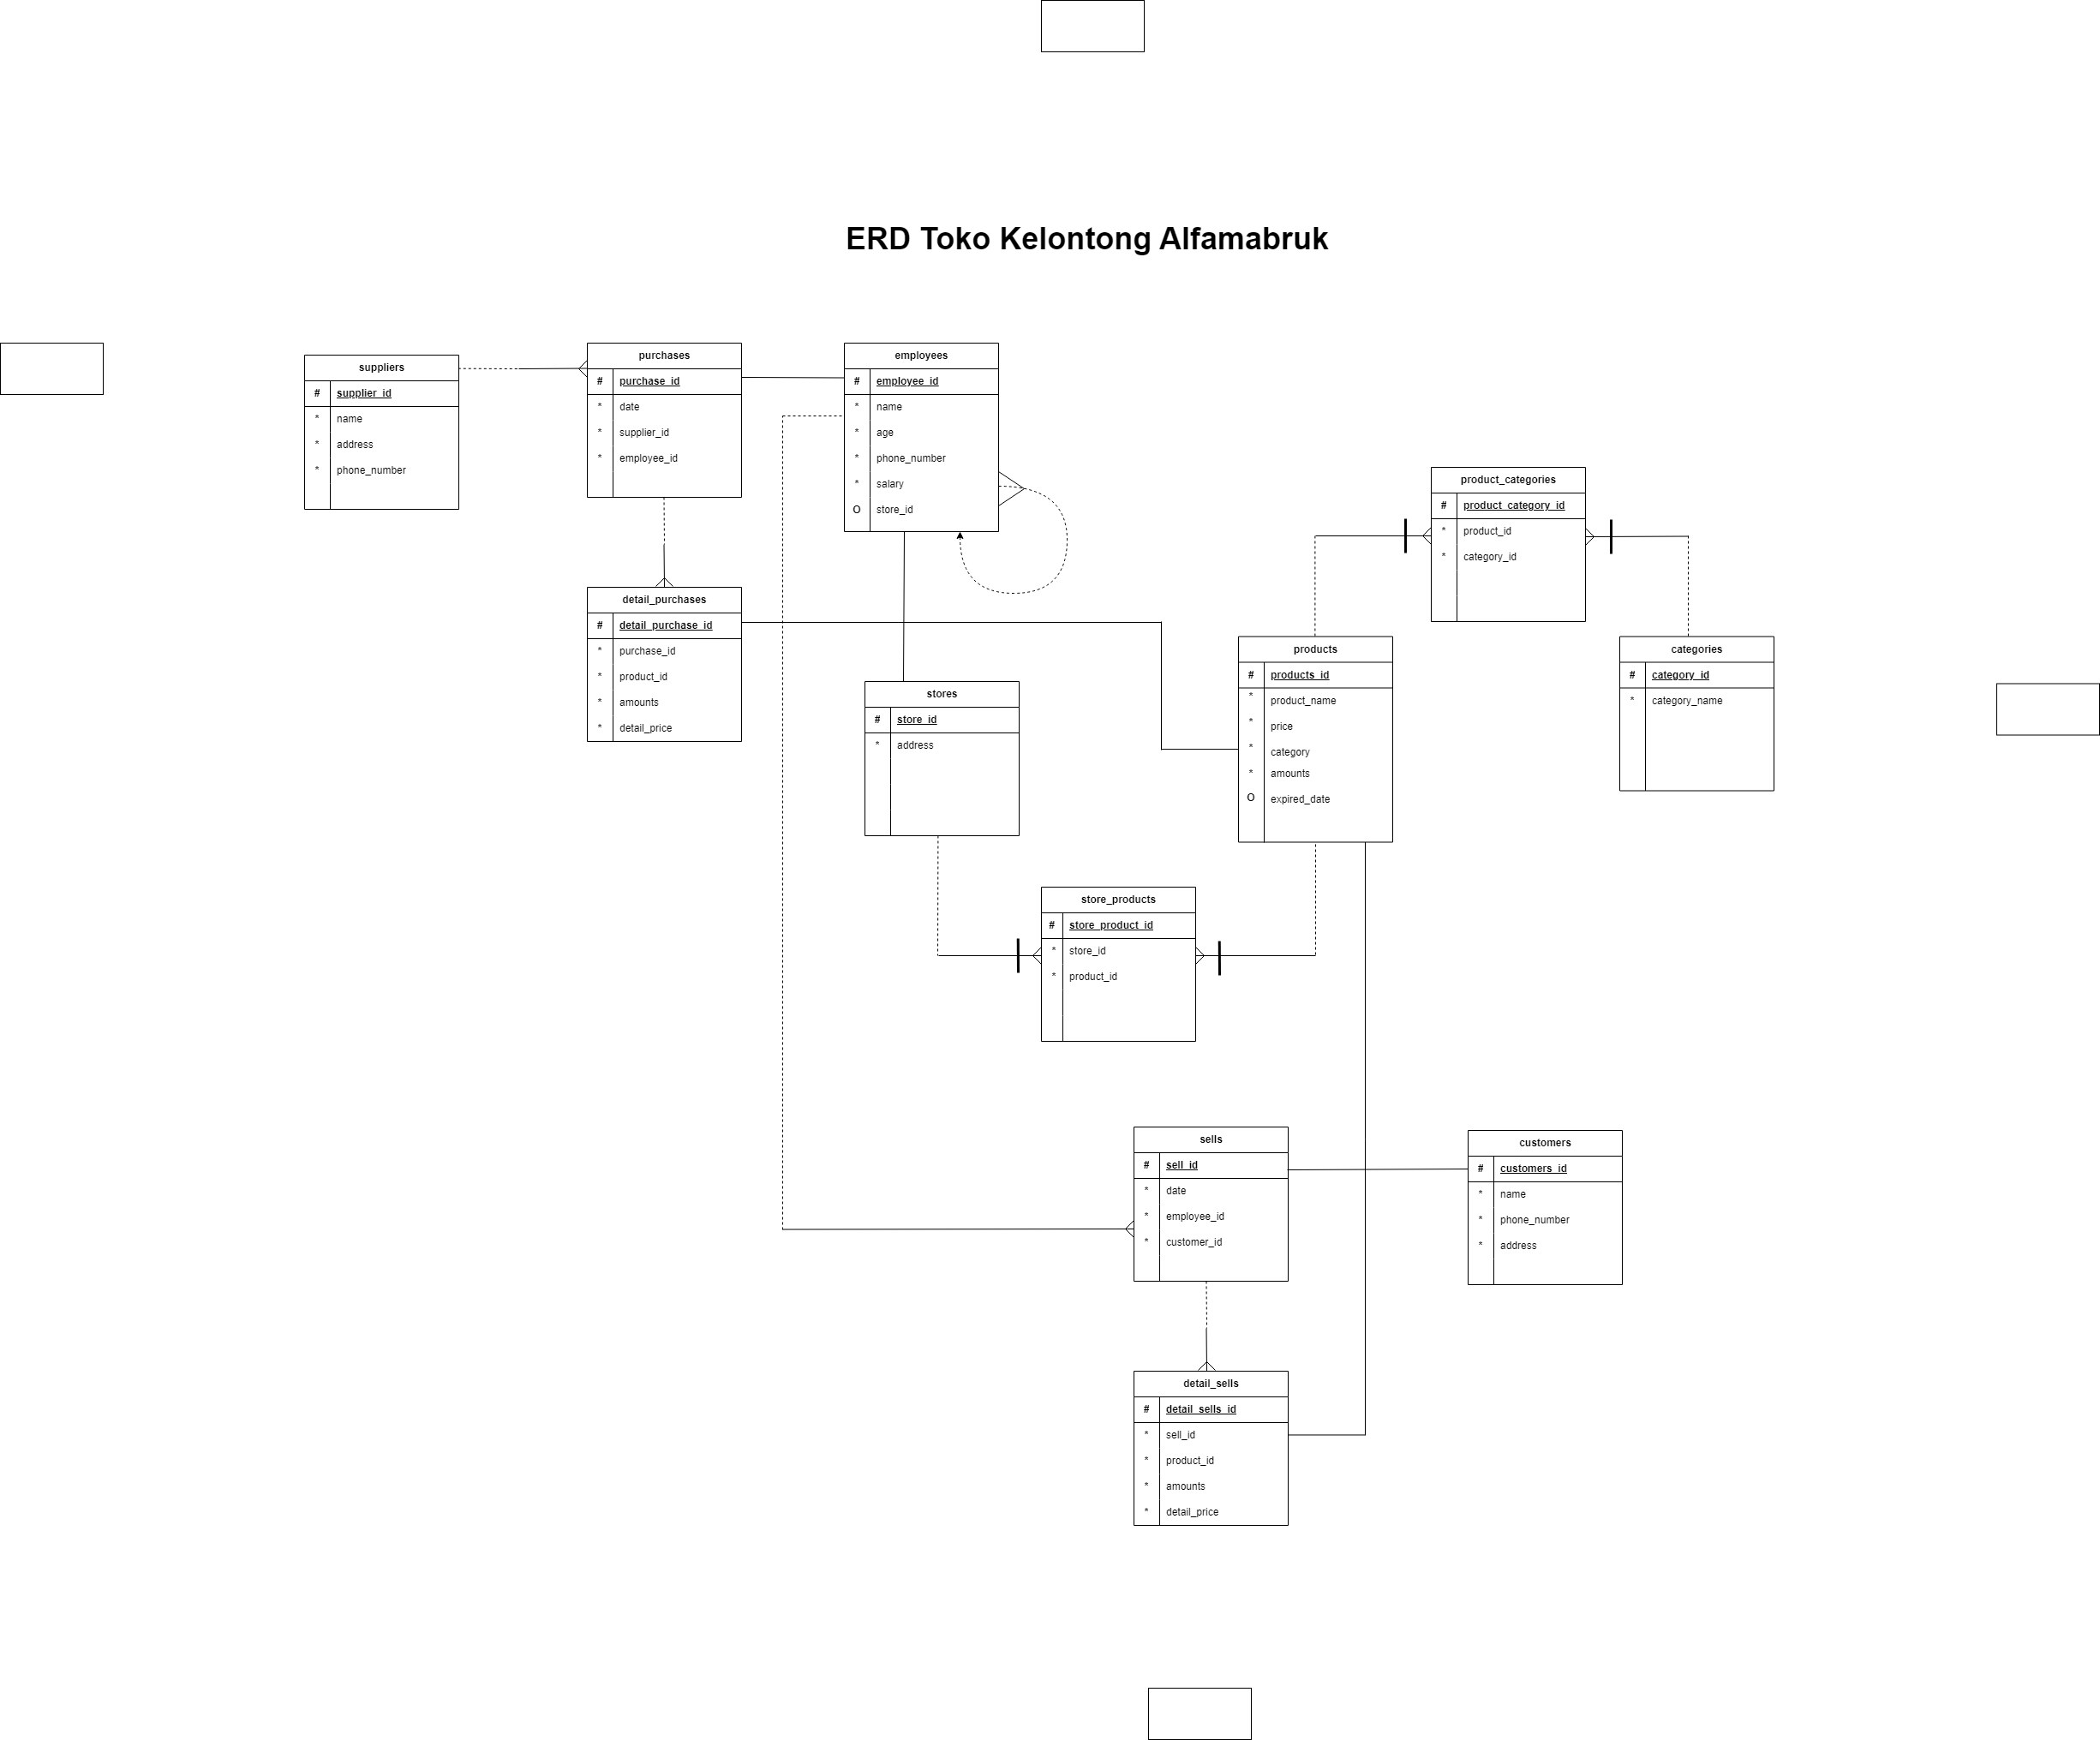 ERD Toko Kelontong Alfamabruk
suppliers
# supplier_id
* name
* address
* phone_number
purchases
# purchase_id
* date
* supplier_id
* employee_id
employees
# employee_id
* name
* age
* phone_number
* salary
O store_id
product_categories
# product_category_id
* product_id
* category_id
detail_purchases
# detail_purchase_id
* purchase_id
* product_id
* amounts
* detail_price
stores
# store_id
* address
products
# products_id
* product_name
* price
* category
* amounts
O expired_date
categories
# category_id
* category_name
store_products
# store_product_id
* store_id
* product_id
sells
# sell_id
* date
* employee_id
* customer_id
customers
# customers_id
* name
* phone_number
* address
detail_sells
# detail_sells_id
* sell_id
* product_id
* amounts
* detail_price